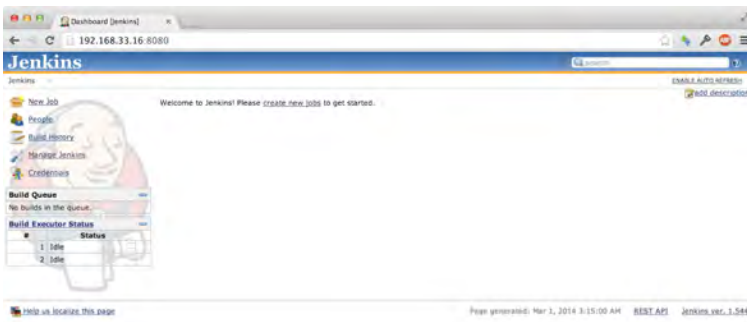 Dashboard [Jenkins]
192.168.33.16:8080
Jenkins
search
Jenkins
ENABLE AUTO REFRESH
add description
New Job
Welcome to Jenkins! Please create new jobs to get started.
People
Build History
Manage Jenkins
Credentials
Build Queue
No builds in the queue.
Build Executor Status
# Status
1 Idle
2 Idle
Help us localize this page
Page generated: Mar 1, 2014 3:15:00 AM REST API Jenkins ver.